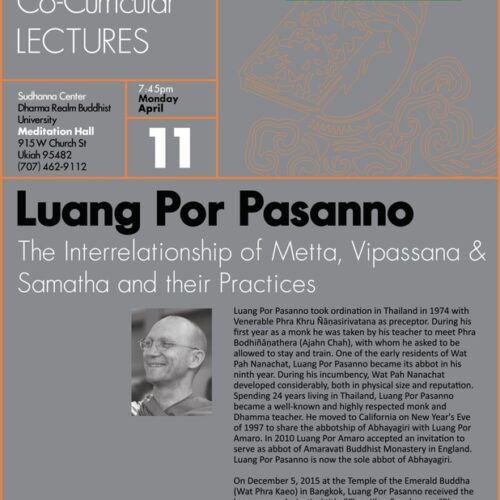 Co-Curricular
LECTURES
Sudhanna Center
Dharma Realm Buddhist
University
Meditation Hall
915 W Church St
Ukiah 95482
(707) 462-9112
7:45pm
Monday
April
11
Luang Por Pasanno
The Interrelationship of Metta, Vipassana &
Samatha and their Practices
Luang Por Pasanno took ordination in Thailand in 1974 with
Venerable Phra Khru Ñāṇasirivatana as preceptor. During his
first year as a monk he was taken by his teacher to meet Phra
Bodhiñāṇathera (Ajahn Chah), with whom he asked to be
allowed to stay and train. One of the early residents of Wat
Pah Nanachat, Luang Por Pasanno became its abbot in his
ninth year. During his incumbency, Wat Pah Nanachat
developed considerably, both in physical size and reputation.
Spending 24 years living in Thailand, Luang Por Pasanno
became a well-known and highly respected monk and
Dhamma teacher. He moved to California on New Year's Eve
of 1997 to share the abbotship of Abhayagiri with Luang Por
Amaro. In 2010 Luang Por Amaro accepted an invitation to
serve as abbot of Amaravati Buddhist Monastery in England.
Luang Por Pasanno is now the sole abbot of Abhayagiri.
On December 5, 2015 at the Temple of the Emerald Buddha
(Wat Phra Kaeo) in Bangkok, Luang Por Pasanno received the